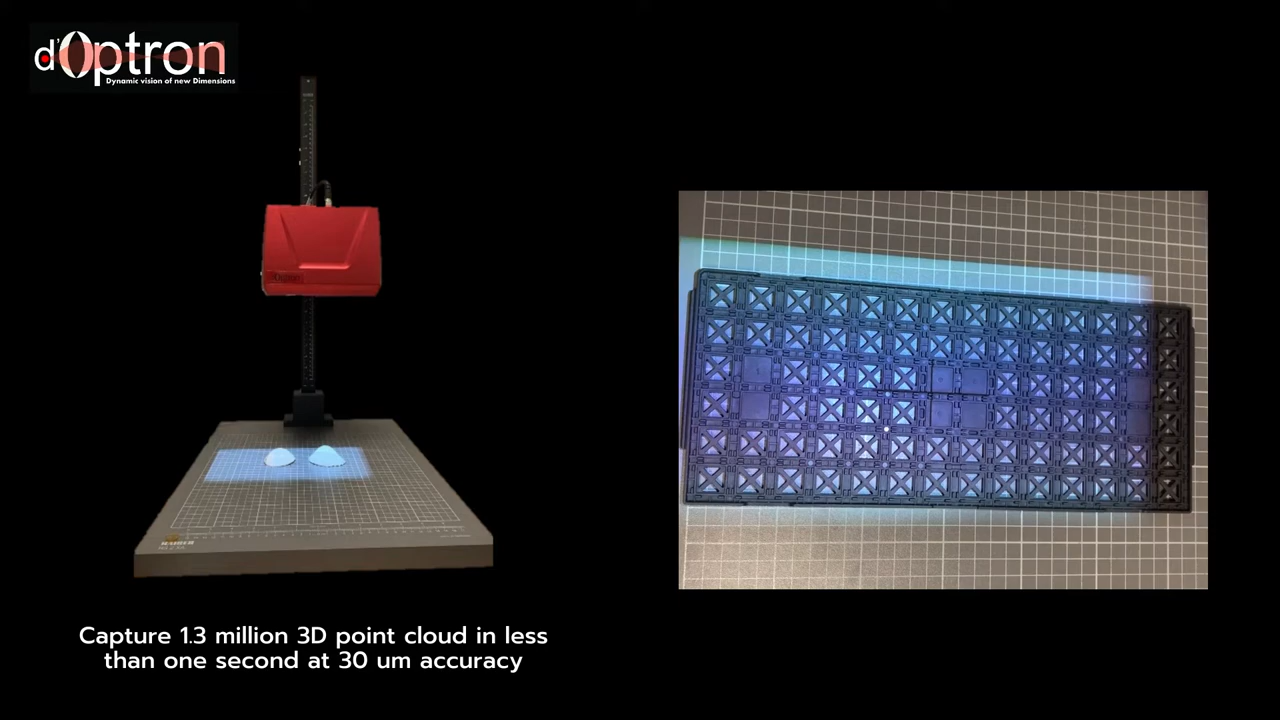 d'Optron
Dynamic vision of new Dimensions
Capture 1.3 million 3D point cloud in less
than one second at 30 um accuracy